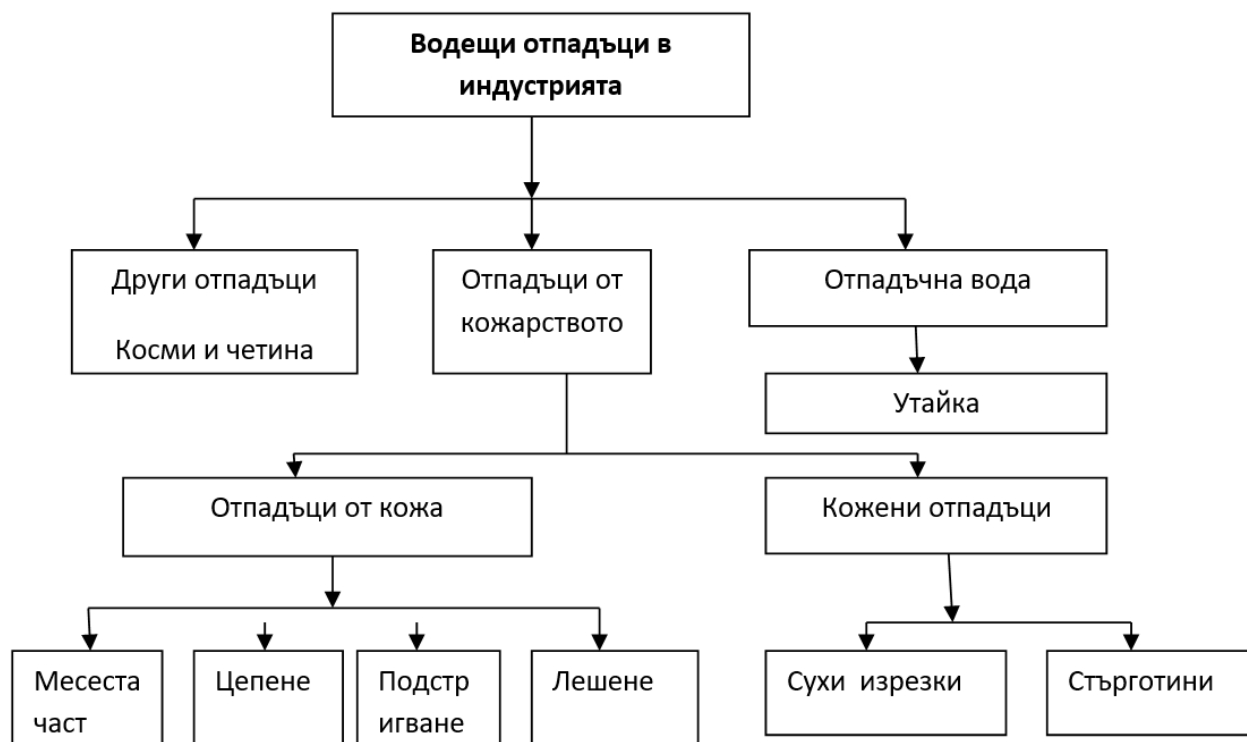 Водещи отпадъци в
индустрията
Други отпадъци
Косми и четина
Отпадъци от
кожарството
Отпадъчна вода
Утайка
Отпадъци от кожа
Кожени отпадъци
Месеста
част
Цепене
Подстр
игване
Лешене
Сухи изрезки
Стърготини